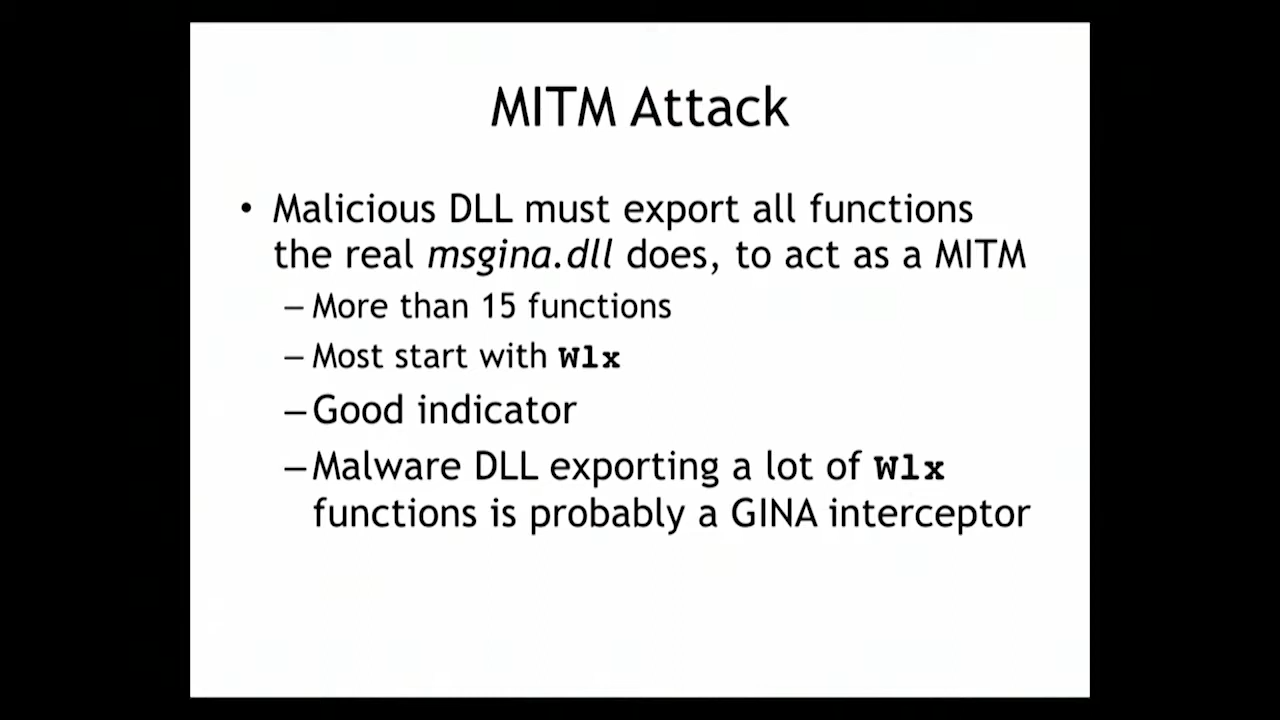 MITM Attack
• Malicious DLL must export all functions
the real msgina.dll does, to act as a MITM
– More than 15 functions
– Most start with Wlx
– Good indicator
– Malware DLL exporting a lot of Wlx
functions is probably a GINA interceptor